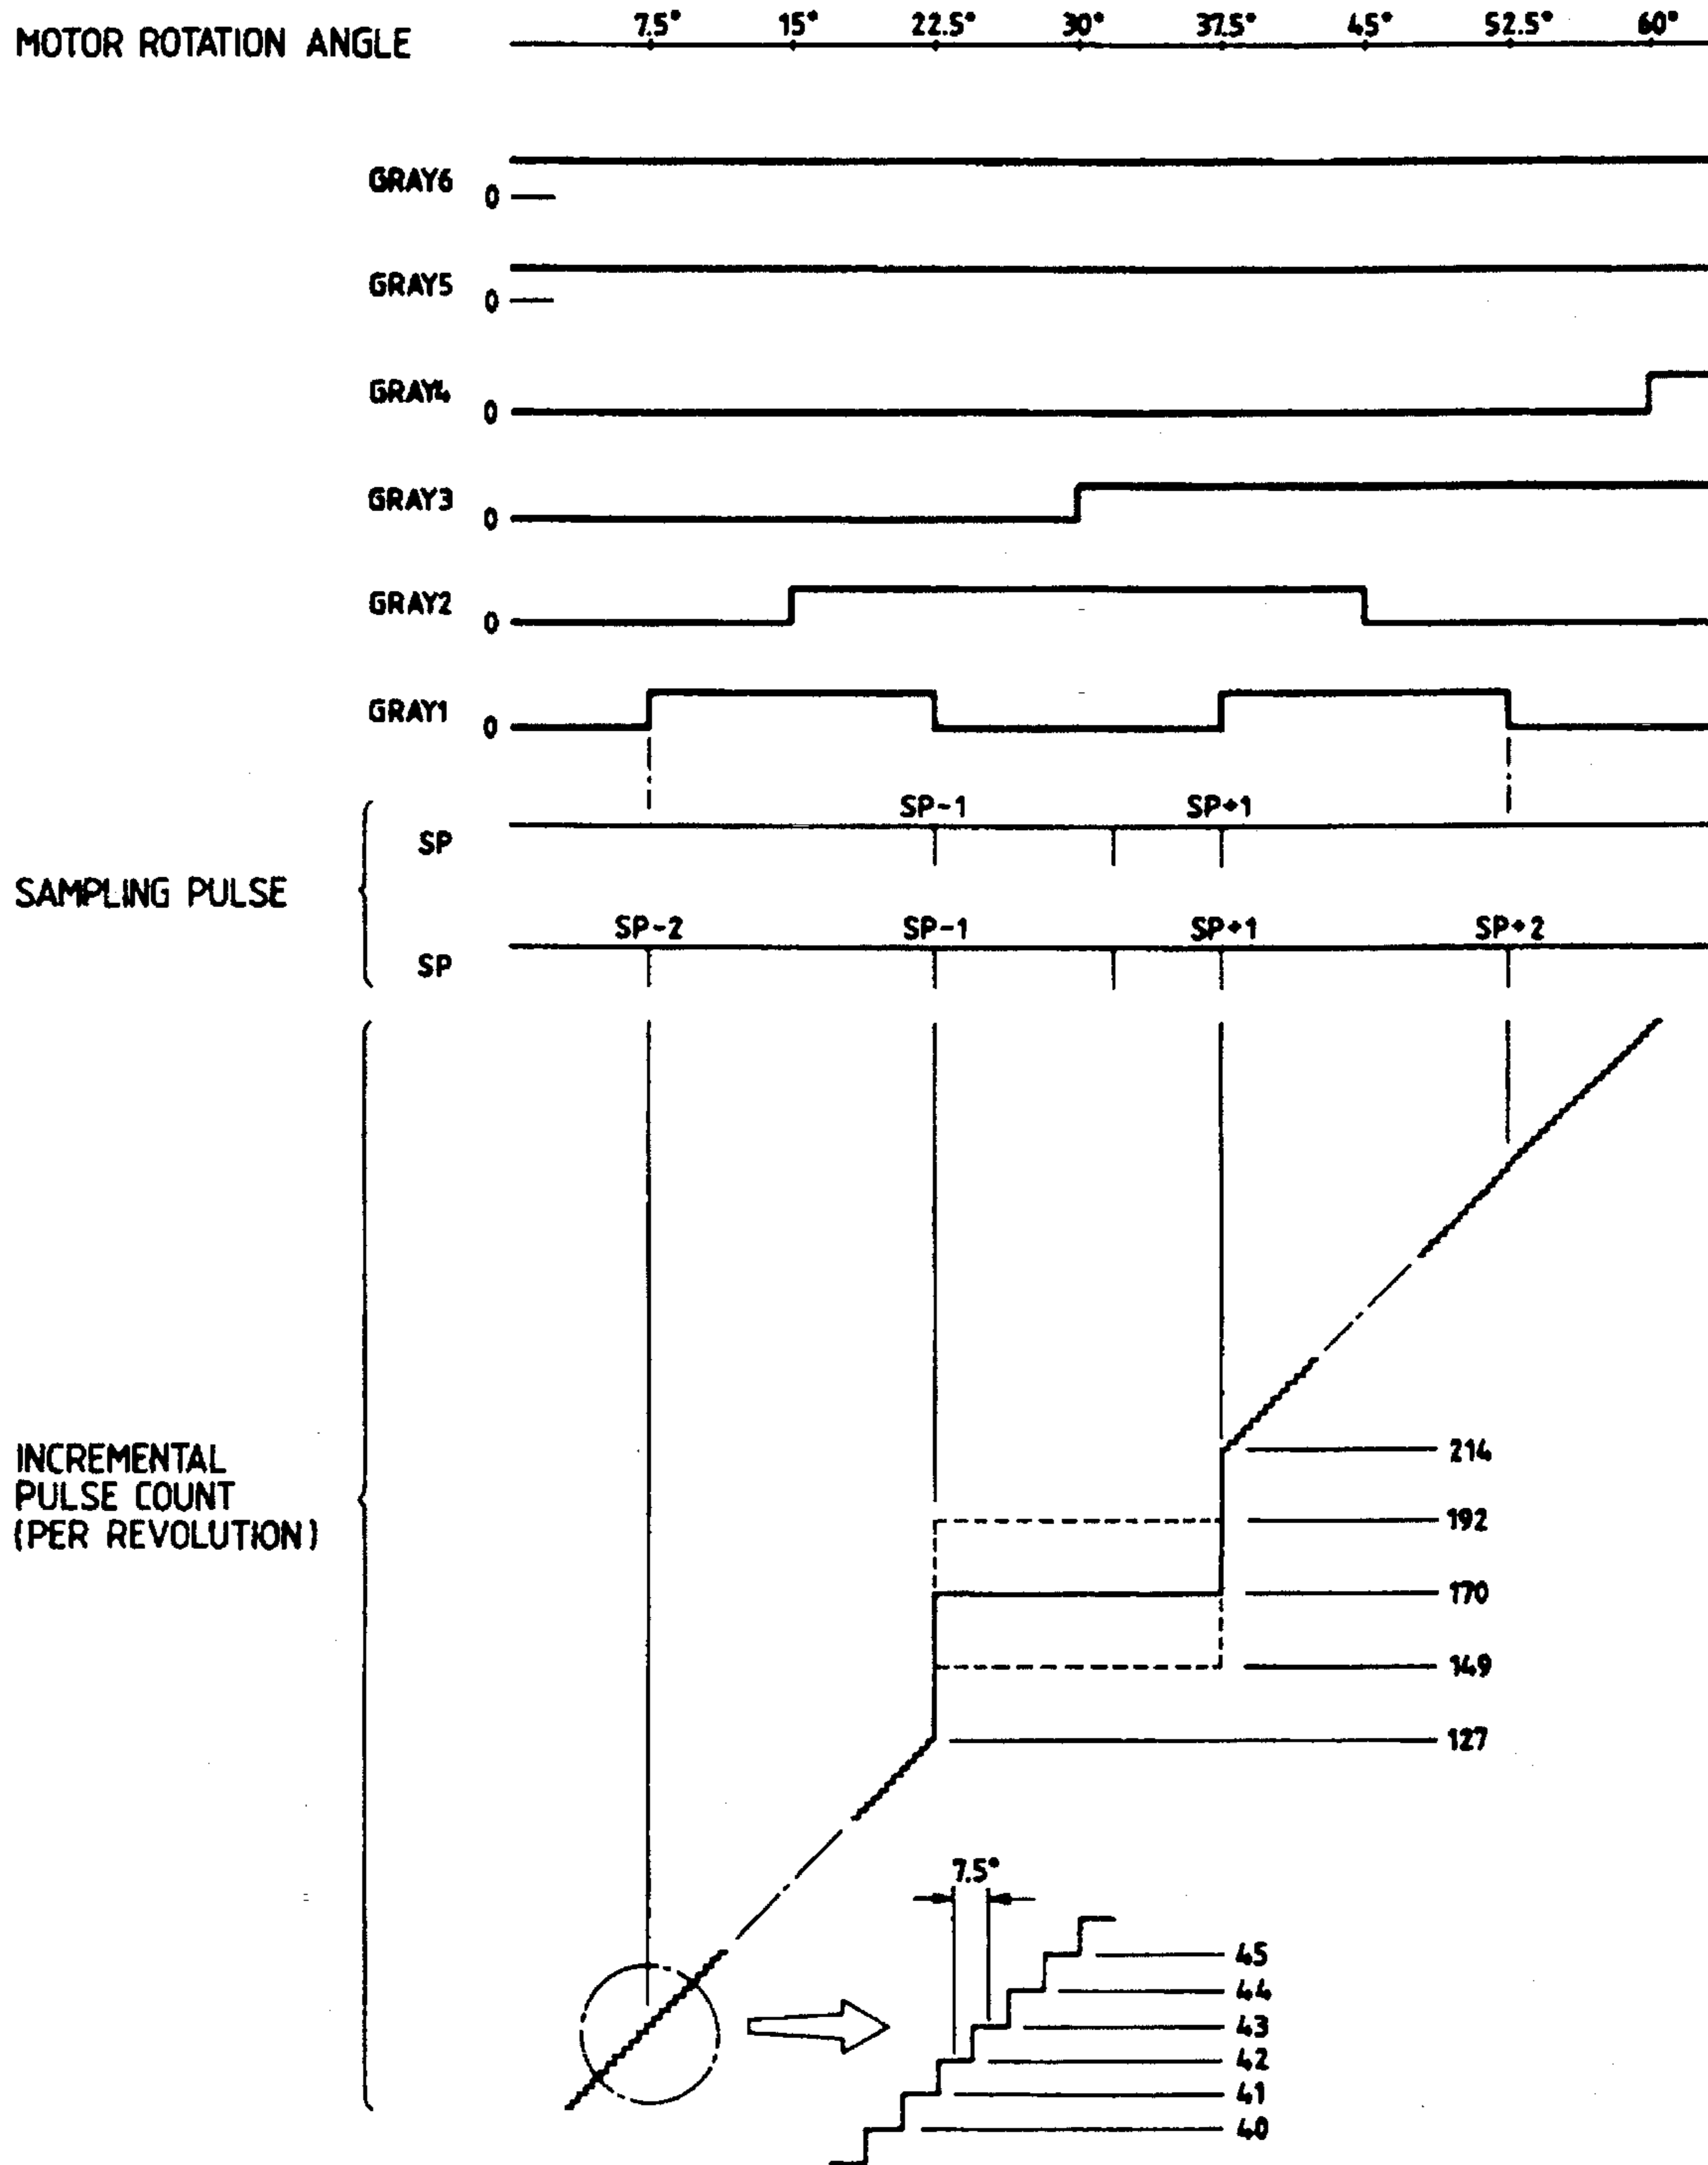 MOTOR ROTATION ANGLE 7.5° 15° 22.5° 30° 37.5° 45° 52.5° 60°
GRAY6 0
GRAY5 0
GRAY4 0
GRAY3 0
GRAY2 0
GRAY1 0
SAMPLING PULSE
SP SP-1 SP+1
SP SP-2 SP-1 SP+1 SP+2
INCREMENTAL
PULSE COUNT
(PER REVOLUTION)
214
192
170
149
127
7.5°
45
44
43
42
41
40